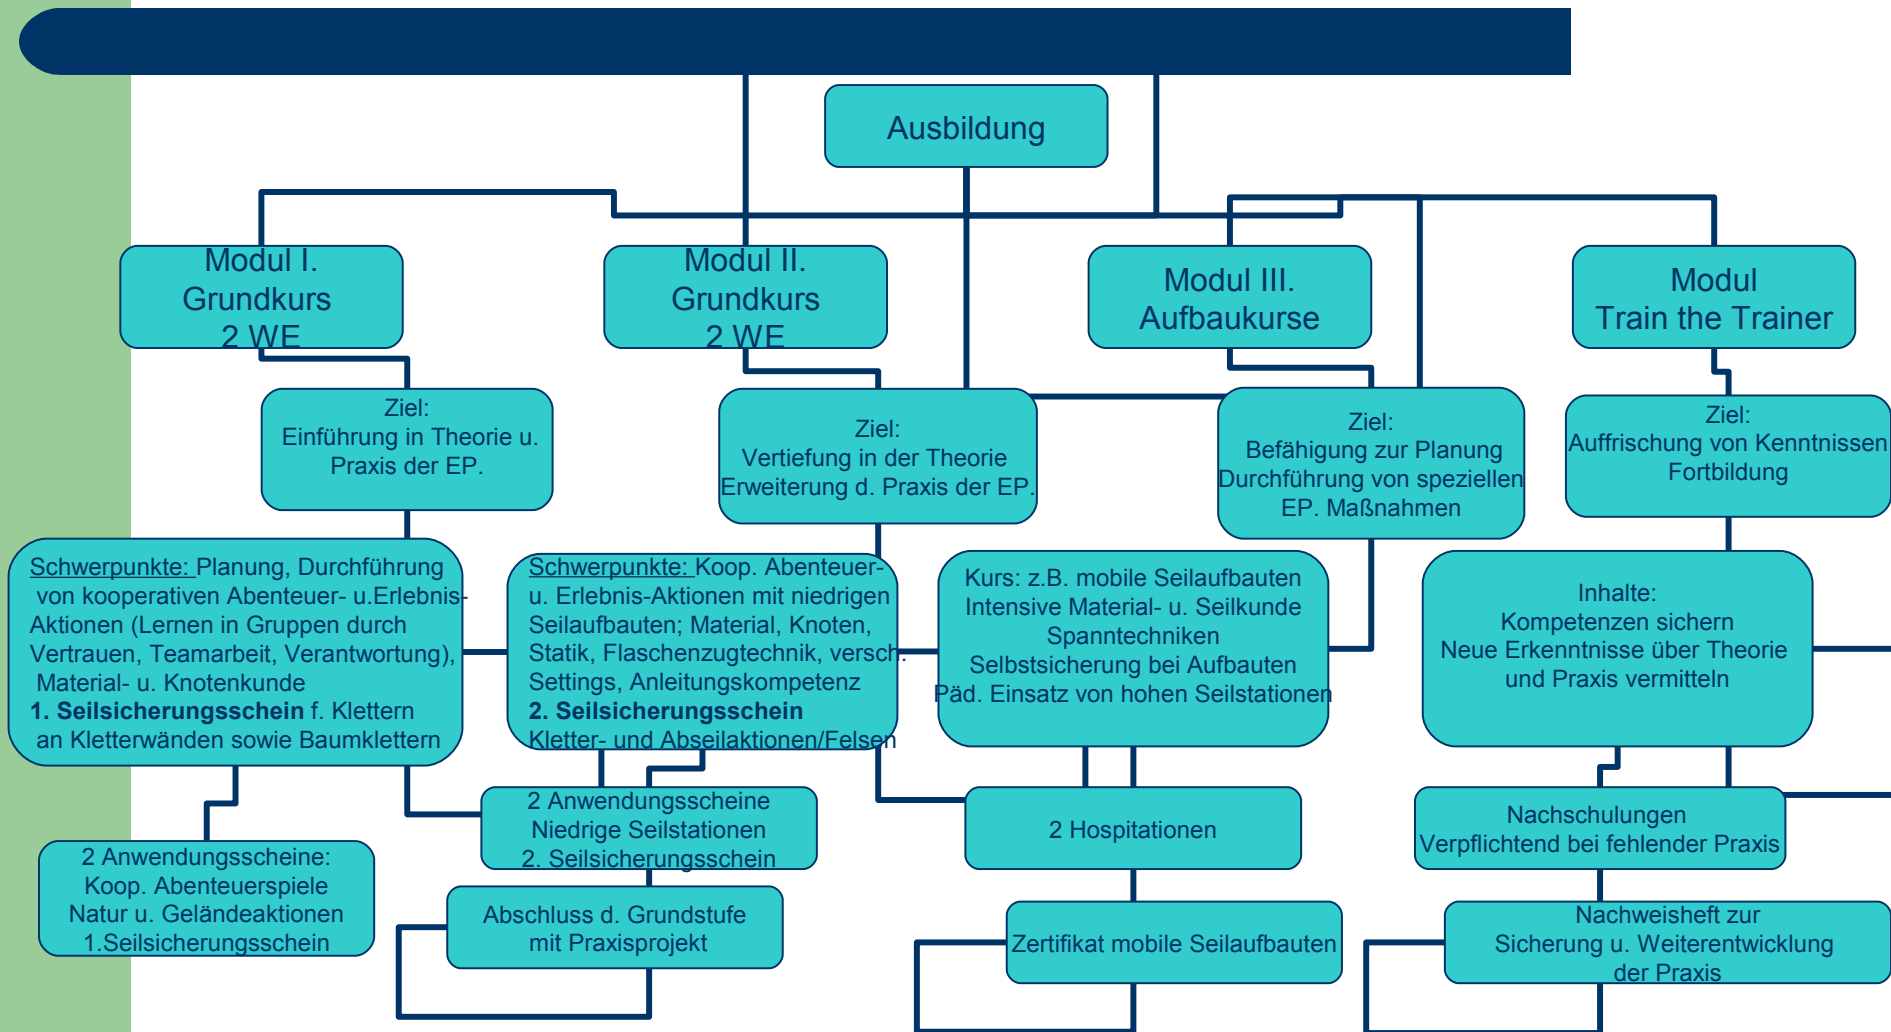 Ausbildung
Modul I.
Grundkurs
2 WE
Modul II.
Grundkurs
2 WE
Modul III.
Aufbaukurse
Modul
Train the Trainer
Ziel:
Einführung in Theorie u.
Praxis der EP.
Ziel:
Vertiefung in der Theorie
Erweiterung d. Praxis der EP.
Ziel:
Befähigung zur Planung
Durchführung von speziellen
EP. Maßnahmen
Ziel:
Auffrischung von Kenntnissen
Fortbildung
Schwerpunkte: Planung, Durchführung
von kooperativen Abenteuer- u.Erlebnis-
Aktionen (Lernen in Gruppen durch
Vertrauen, Teamarbeit, Verantwortung),
Material- u. Knotenkunde
1. Seilsicherungsschein f. Klettern
an Kletterwänden sowie Baumklettern
Schwerpunkte: Koop. Abenteuer-
u. Erlebnis-Aktionen mit niedrigen
Seilaufbauten; Material, Knoten,
Statik, Flaschenzugtechnik, versch.
Settings, Anleitungskompetenz
2. Seilsicherungsschein
Kletter- und Abseilaktionen/Felsen
Kurs: z.B. mobile Seilaufbauten
Intensive Material- u. Seilkunde
Spanntechniken
Selbstsicherung bei Aufbauten
Päd. Einsatz von hohen Seilstationen
Inhalte:
Kompetenzen sichern
Neue Erkenntnisse über Theorie
und Praxis vermitteln
2 Anwendungsscheine:
Koop. Abenteuerspiele
Natur u. Geländeaktionen
1.Seilsicherungsschein
2 Anwendungsscheine
Niedrige Seilstationen
2. Seilsicherungsschein
2 Hospitationen
Nachschulungen
Verpflichtend bei fehlender Praxis
Abschluss d. Grundstufe
mit Praxisprojekt
Zertifikat mobile Seilaufbauten
Nachweisheft zur
Sicherung u. Weiterentwicklung
der Praxis